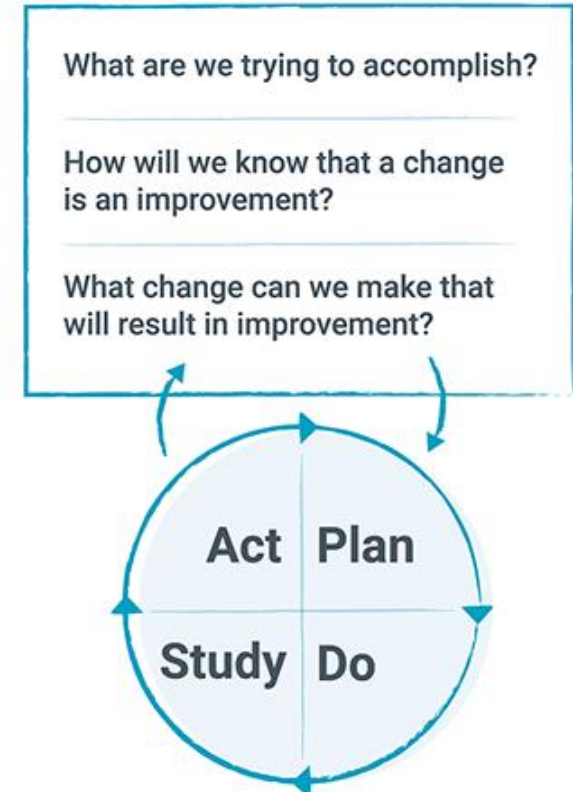 What are we trying to accomplish?
How will we know that a change
is an improvement?
What change can we make that
will result in improvement?
Act
Plan
Study
Do